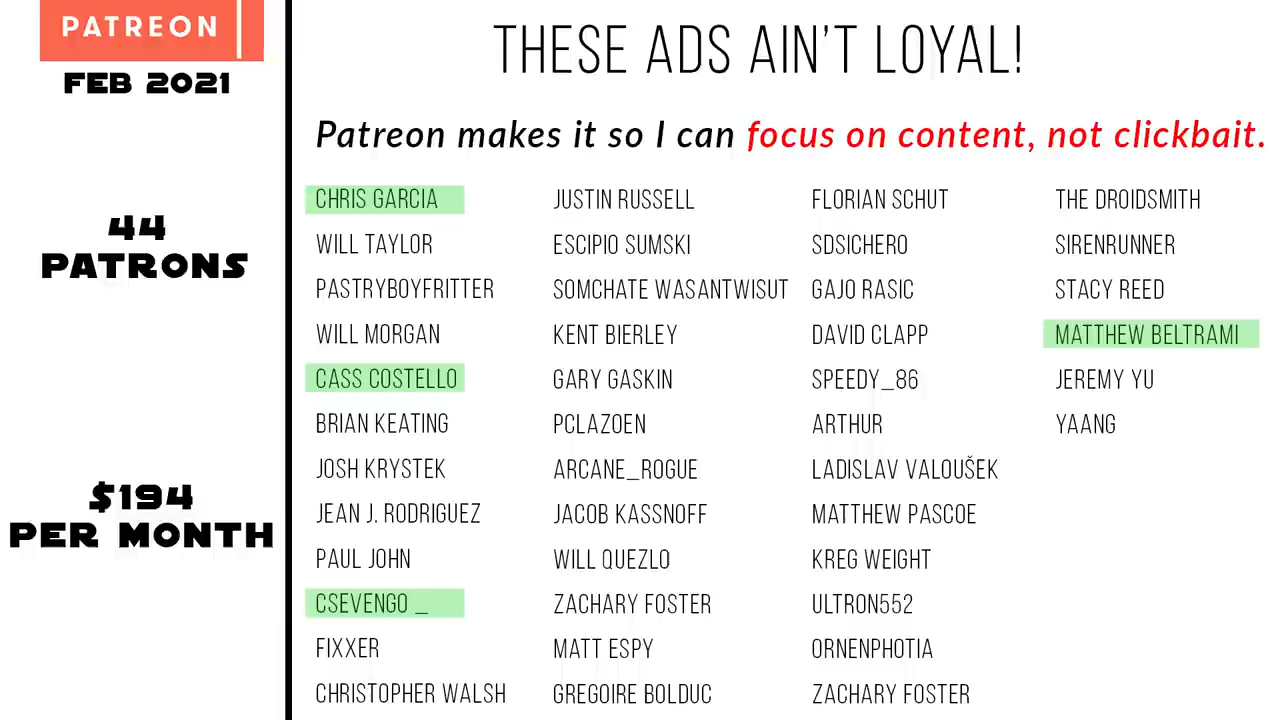 PATREON
FEB 2021
44
PATRONS
$194
PER MONTH
THESE ADS AIN'T LOYAL!
Patreon makes it so I can focus on content, not clickbait.
CHRIS GARCIA
WILL TAYLOR
PASTRYBOYFRITTER
WILL MORGAN
CASS COSTELLO
BRIAN KEATING
JOSH KRYSTEK
JEAN J. RODRIGUEZ
PAUL JOHN
CSEVENGO _
FIXXER
CHRISTOPHER WALSH
JUSTIN RUSSELL
ESCIPIO SUMSKI
SOMCHATE WASANTWISUT
KENT BIERLEY
GARY GASKIN
PCLAZOEN
ARCANE_ROGUE
JACOB KASSNOFF
WILL QUEZLO
ZACHARY FOSTER
MATT ESPY
GREGOIRE BOLDUC
FLORIAN SCHUT
SDSICHERO
GAJO RASIC
DAVID CLAPP
SPEEDY_86
ARTHUR
LADISLAV VALOUŠEK
MATTHEW PASCOE
KREG WEIGHT
ULTRON552
ORNENPHOTIA
ZACHARY FOSTER
THE DROIDSMITH
SIRENRUNNER
STACY REED
MATTHEW BELTRAMI
JEREMY YU
YAANG